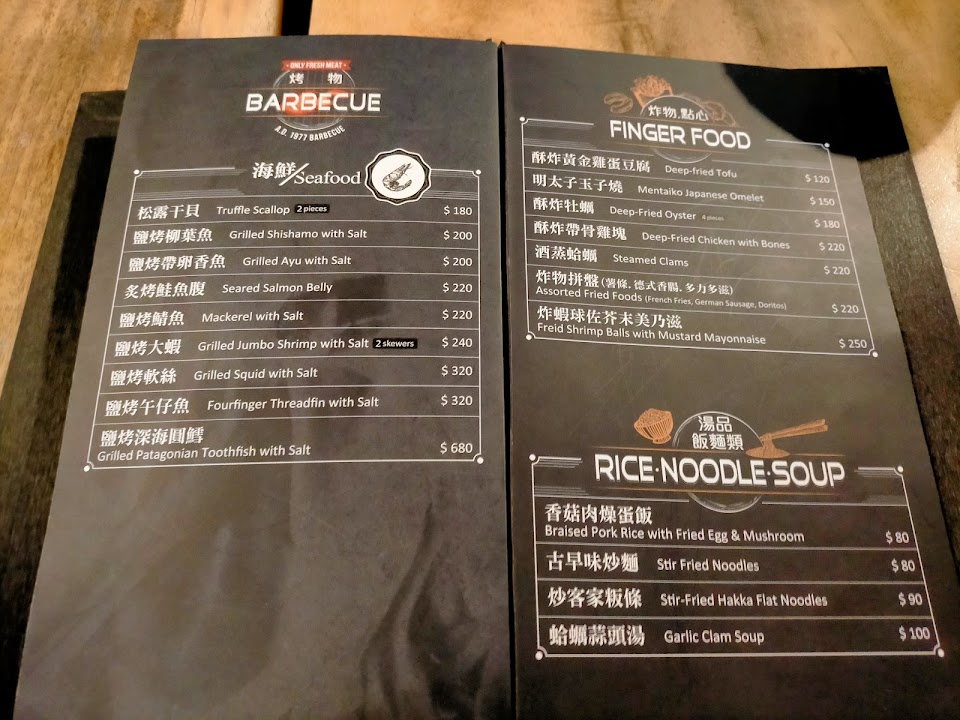 ONLY FRESH MEAT
烤物
BARBECUE
A.D. 1977 BARBECUE
海鮮/Seafood
松露干貝 Truffle Scallop 2 pieces $ 180
鹽烤柳葉魚 Grilled Shishamo with Salt $ 200
鹽烤帶卵香魚 Grilled Ayu with Salt $ 200
炙烤鮭魚腹 Seared Salmon Belly $ 220
鹽烤鯖魚 Mackerel with Salt $ 220
鹽烤大蝦 Grilled Jumbo Shrimp with Salt 2 skewers $ 240
鹽烤軟絲 Grilled Squid with Salt $ 320
鹽烤午仔魚 Fourfinger Threadfin with Salt $ 320
鹽烤深海圓鱈
Grilled Patagonian Toothfish with Salt $ 680
炸物.點心
FINGER FOOD
酥炸黃金雞蛋豆腐 Deep-fried Tofu $ 120
明太子玉子燒 Mentaiko Japanese Omelet $ 150
酥炸牡蠣 Deep-Fried Oyster 4 pieces $ 180
酥炸帶骨雞塊 Deep-Fried Chicken with Bones $ 220
酒蒸蛤蠣 Steamed Clams $ 220
炸物拼盤(薯條.德式香腸.多力多滋)
Assorted Fried Foods (French Fries, German Sausage, Doritos) $ 220
炸蝦球佐芥末美乃滋
Freid Shrimp Balls with Mustard Mayonnaise $ 250
湯品
飯麵類
RICE·NOODLE·SOUP
香菇肉燥蛋飯
Braised Pork Rice with Fried Egg & Mushroom $ 80
古早味炒麵 Stir Fried Noodles $ 80
炒客家粄條 Stir-Fried Hakka Flat Noodles $ 90
蛤蠣蒜頭湯 Garlic Clam Soup $ 100